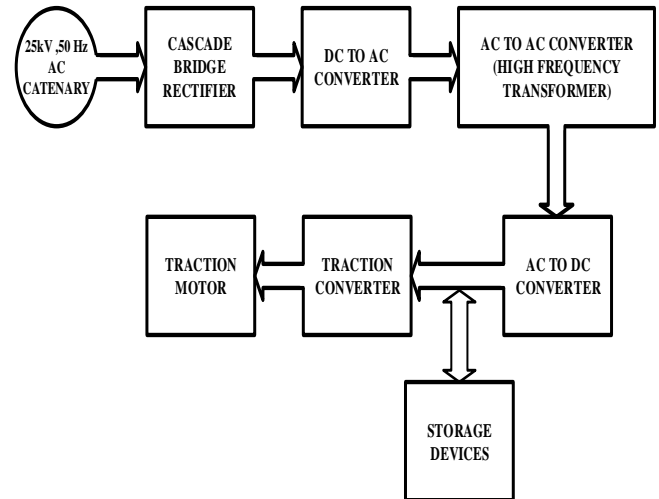 25kV ,50 Hz
AC
CATENARY
CASCADE
BRIDGE
RECTIFIER
DC TO AC
CONVERTER
AC TO AC CONVERTER
(HIGH FREQUENCY
TRANSFORMER)
TRACTION
MOTOR
TRACTION
CONVERTER
AC TO DC
CONVERTER
STORAGE
DEVICES